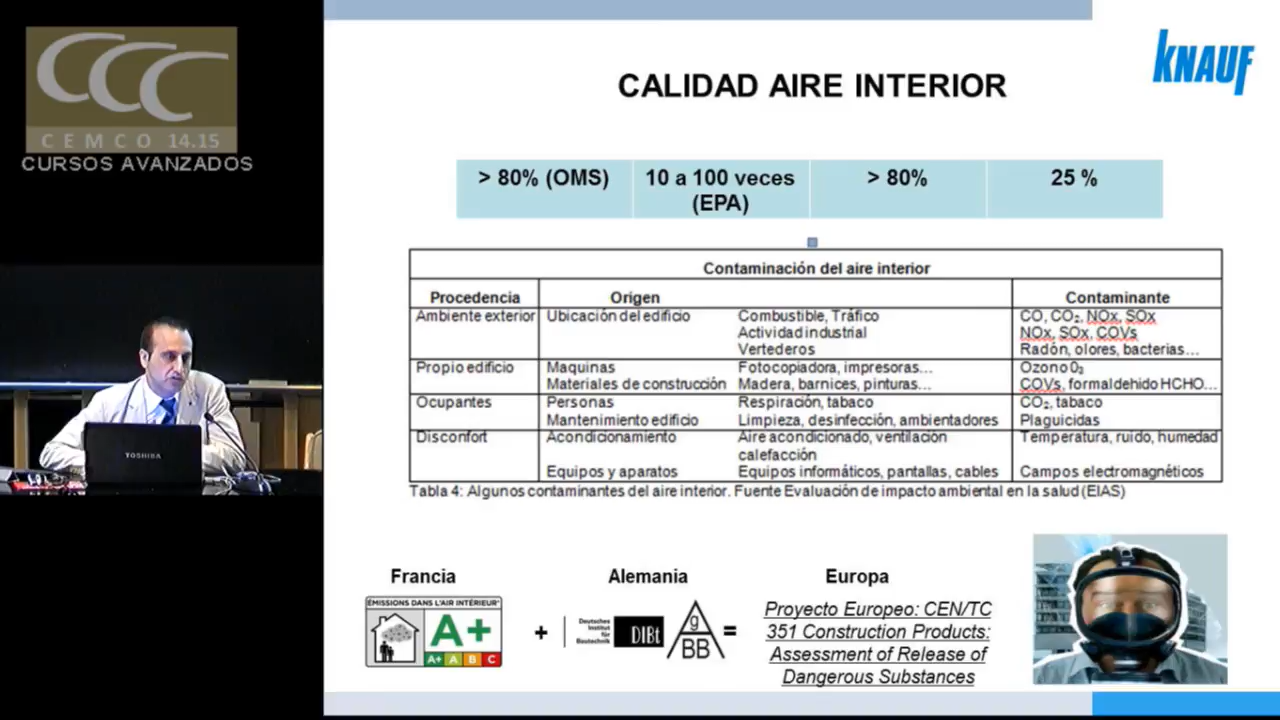 CCC
CEMCO 14.15
CURSOS AVANZADOS
TOSHIBA
KNAUF
CALIDAD AIRE INTERIOR
> 80% (OMS) 10 a 100 veces (EPA) > 80% 25 %
Contaminación del aire interior
Procedencia Origen Contaminante
Ambiente exterior Ubicación del edificio Combustible, Tráfico CO, CO₂, NOx, SOx
Actividad industrial NOx, SOx, COVs
Vertederos Radón, olores, bacterias...
Propio edificio Maquinas Fotocopiadora, impresoras... Ozono 0₃
Materiales de construcción Madera, barnices, pinturas... COVs, formaldehido HCHO...
Ocupantes Personas Respiración, tabaco CO₂, tabaco
Mantenimiento edificio Limpieza, desinfección, ambientadores Plaguicidas
Disconfort Acondicionamiento Aire acondicionado, ventilación Temperatura, ruido, humedad
calefacción
Equipos y aparatos Equipos informáticos, pantallas, cables Campos electromagnéticos
Tabla 4: Algunos contaminantes del aire interior. Fuente Evaluación de impacto ambiental en la salud (EIAS)
Francia Alemania Europa
ÉMISSIONS DANS L'AIR INTÉRIEUR*
A+
A+ A B C
+
Deutsches
Institut
für
Bautechnik
DIBt
g
BB
=
Proyecto Europeo: CEN/TC
351 Construction Products:
Assessment of Release of
Dangerous Substances